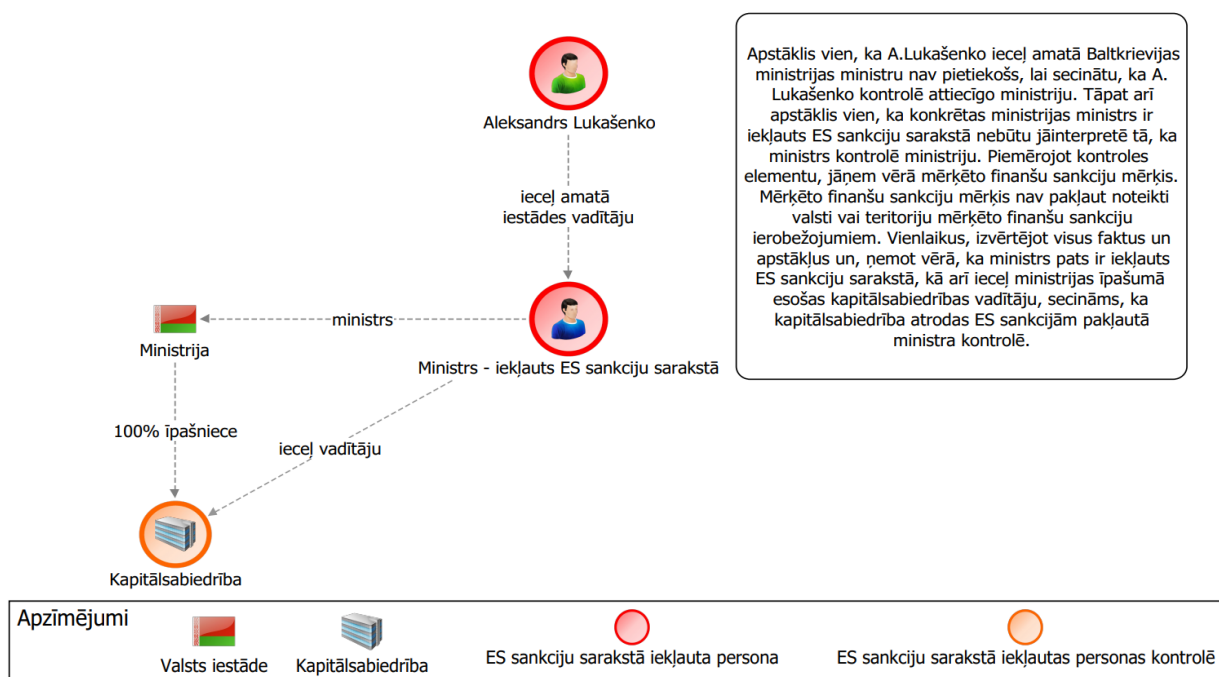 Aleksandrs Lukašenko
ieceļ amatā
iestādes vadītāju
Apstāklis vien, ka A.Lukašenko ieceļ amatā Baltkrievijas
ministrijas ministru nav pietiekošs, lai secinātu, ka A.
Lukašenko kontrolē attiecīgo ministriju. Tāpat arī
apstāklis vien, ka konkrētas ministrijas ministrs ir
iekļauts ES sankciju sarakstā nebūtu jāinterpretē tā, ka
ministrs kontrolē ministriju. Piemērojot kontroles
elementu, jāņem vērā mērķēto finanšu sankciju mērķis.
Mērķēto finanšu sankciju mērķis nav pakļaut noteikti
valsti vai teritoriju mērķēto finanšu sankciju
ierobežojumiem. Vienlaikus, izvērtējot visus faktus un
apstākļus un, ņemot vērā, ka ministrs pats ir iekļauts
ES sankciju sarakstā, kā arī ieceļ ministrijas īpašumā
esošas kapitālsabiedrības vadītāju, secināms, ka
kapitālsabiedrība atrodas ES sankcijām pakļautā
ministra kontrolē.
ministrs
Ministrija
Ministrs - iekļauts ES sankciju sarakstā
100% īpašniece
ieceļ vadītāju
Kapitālsabiedrība
Apzīmējumi
Valsts iestāde
Kapitālsabiedrība
ES sankciju sarakstā iekļauta persona
ES sankciju sarakstā iekļautas personas kontrolē